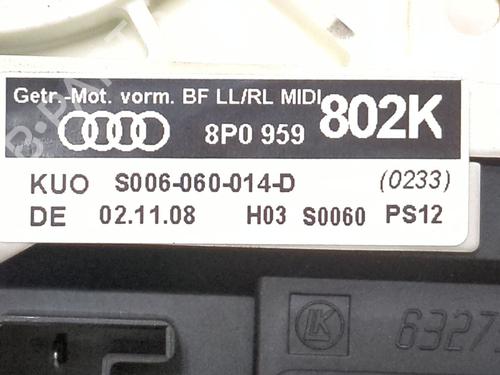 Getr.-Mot. vorm. BF LL/RL MIDI
8P0 959 802K
KUO S006-060-014-D (0233)
DE 02.11.08 H03 S0060 PS12
LK 6327